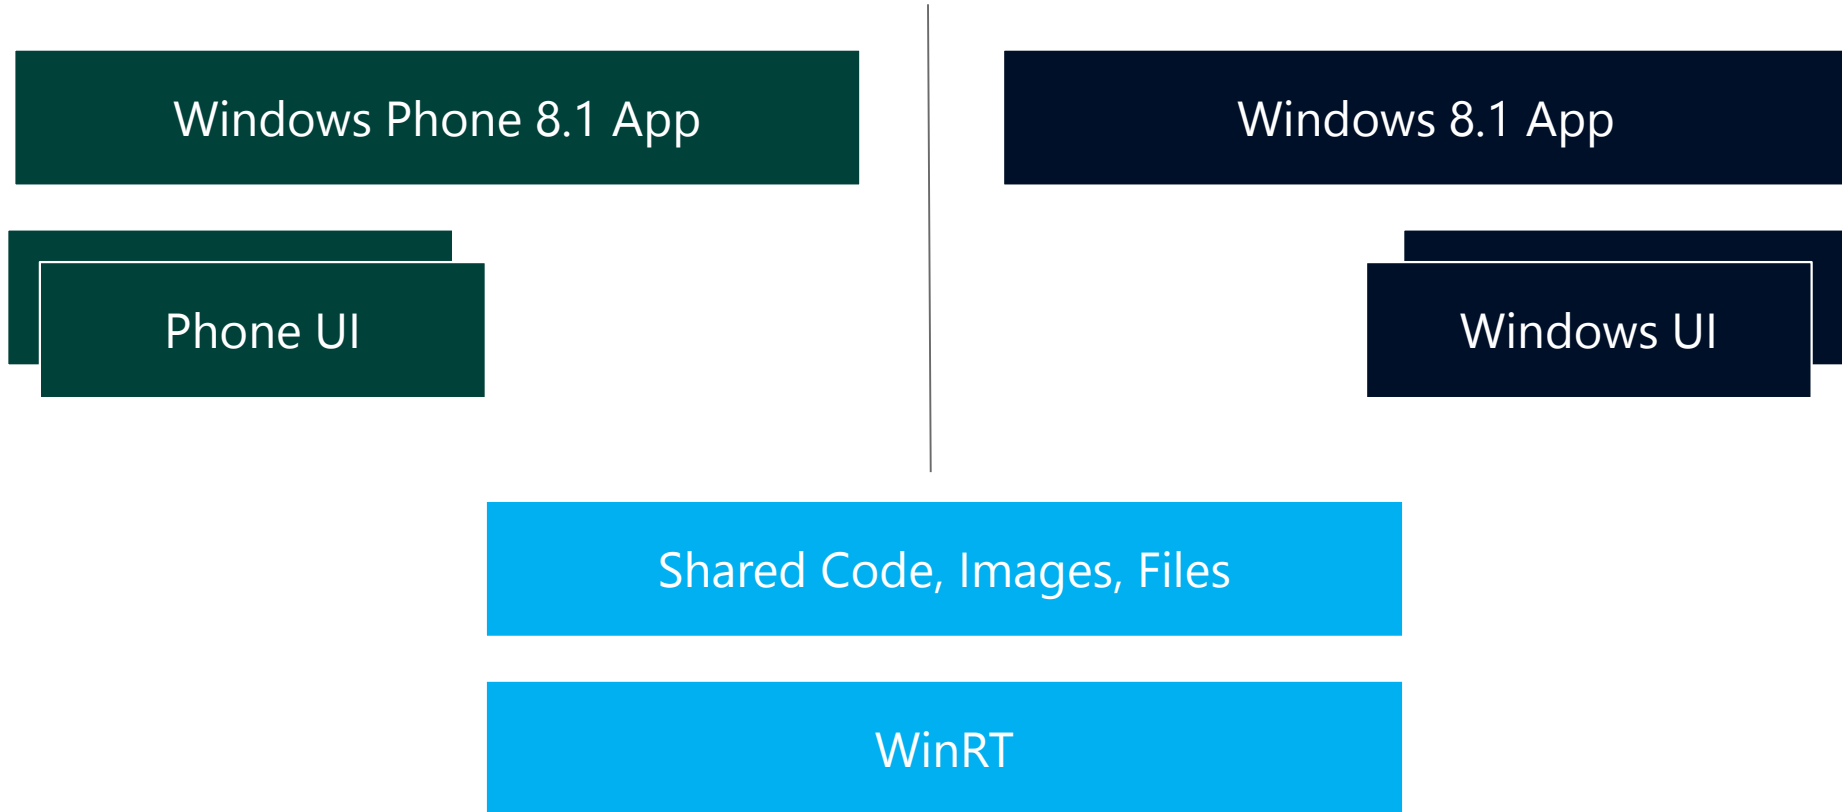 Windows Phone 8.1 App
Windows 8.1 App
Phone UI
Windows UI
Shared Code, Images, Files
WinRT